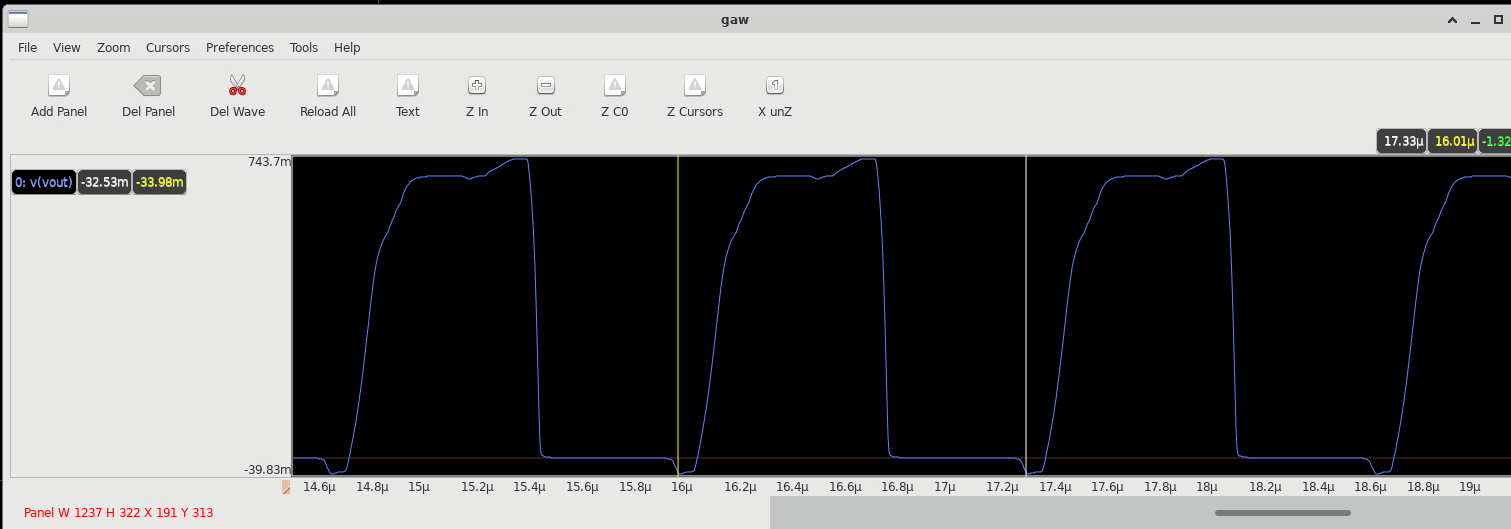 gaw
File View Zoom Cursors Preferences Tools Help
Add Panel Del Panel Del Wave Reload All Text Z In Z Out Z C0 Z Cursors X unZ
17.33µ 16.01µ -1.32
743.7m
0: v(vout) -32.53m -33.98m
-39.83m
14.6µ 14.8µ 15µ 15.2µ 15.4µ 15.6µ 15.8µ 16µ 16.2µ 16.4µ 16.6µ 16.8µ 17µ 17.2µ 17.4µ 17.6µ 17.8µ 18µ 18.2µ 18.4µ 18.6µ 18.8µ 19µ
Panel W 1237 H 322 X 191 Y 313